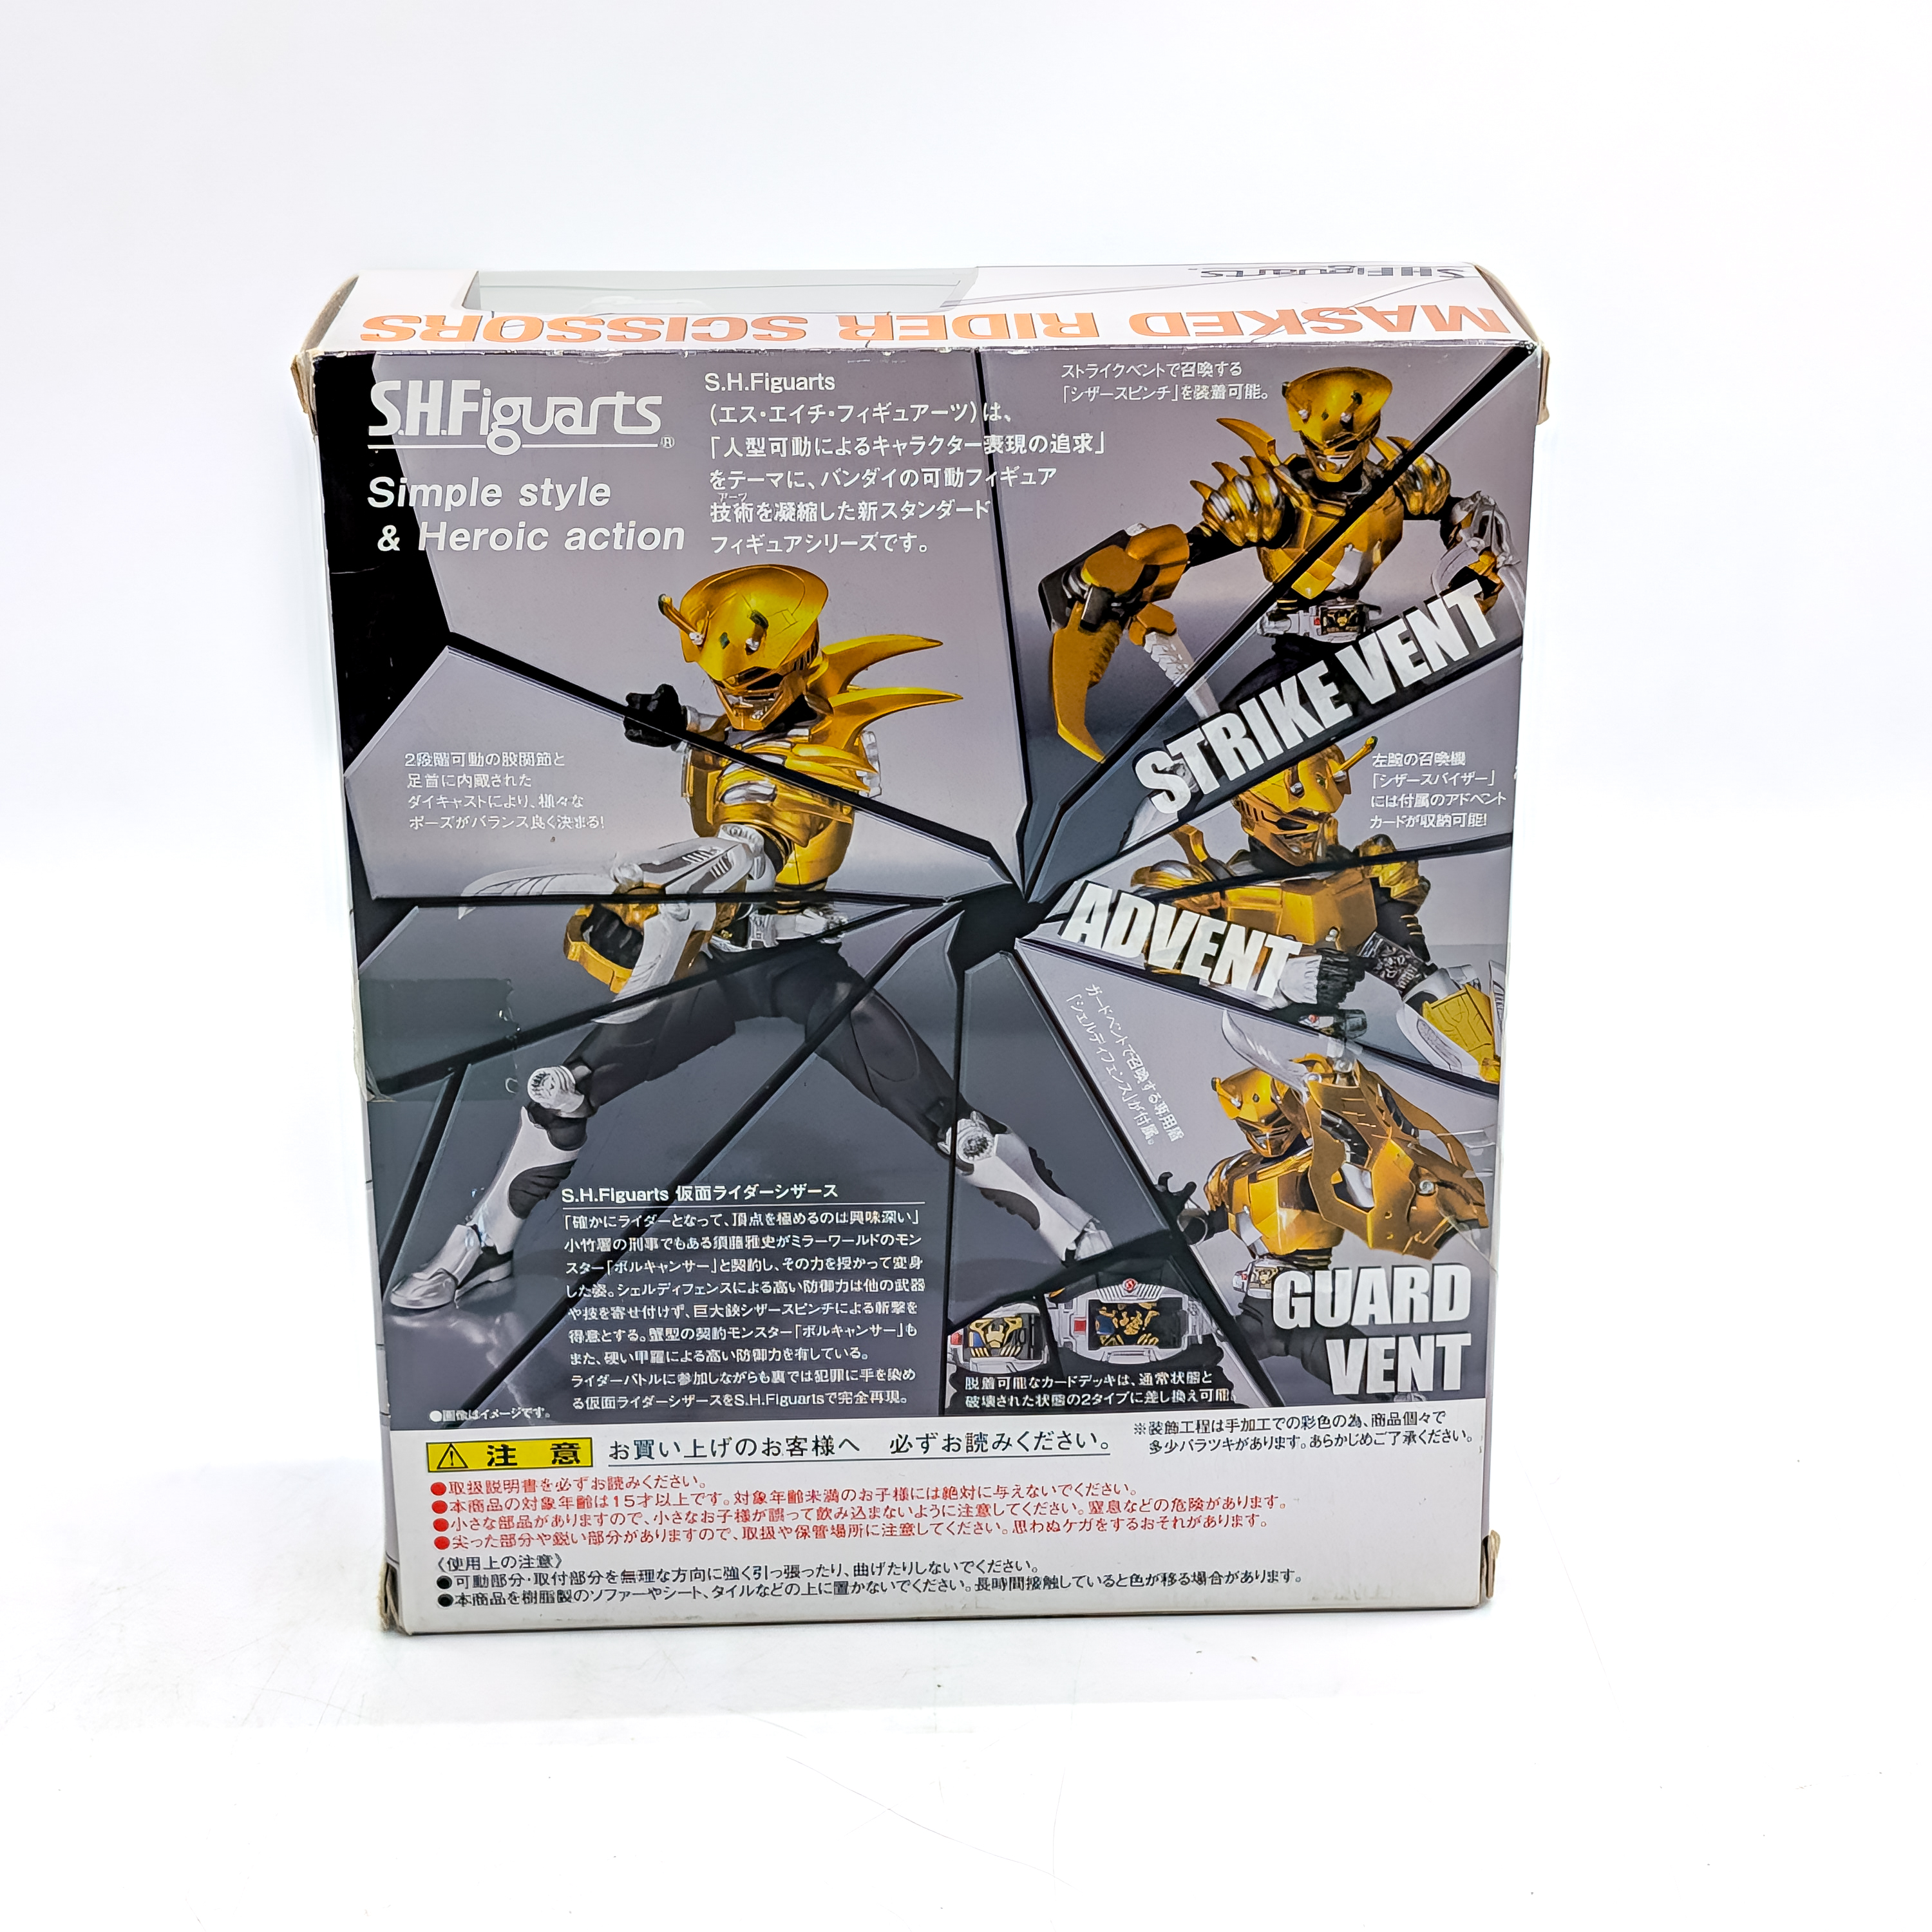 S.H.Figuarts
MASKED RIDER SCISSORS
S.H.Figuarts®
Simple style
& Heroic action
S.H.Figuarts
(エス・エイチ・フィギュアーツ)は、
「人型可動によるキャラクター表現の追求」
をテーマに、バンダイの可動フィギュア
アーツ
技術を凝縮した新スタンダード
フィギュアシリーズです。
ストライクベントで召喚する
「シザースピンチ」を装着可能。
STRIKE VENT
2段階可動の股関節と
足首に内蔵された
ダイキャストにより、様々な
ポーズがバランス良く決まる!
左腕の召喚機
「シザースバイザー」
には付属のアドベント
カードが収納可能!
ADVENT
ガードベントで召喚する専用盾
「シェルディフェンス」が付属。
GUARD
VENT
S.H.Figuarts 仮面ライダーシザース
「確かにライダーとなって、頂点を極めるのは興味深い」
小竹署の刑事でもある須藤雅史がミラーワールドのモン
スター「ボルキャンサー」と契約し、その力を授かって変身
した姿。シェルディフェンスによる高い防御力は他の武器
や技を寄せ付けず、巨大鋏シザースピンチによる斬撃を
得意とする。蟹型の契約モンスター「ボルキャンサー」も
また、硬い甲羅による高い防御力を有している。
ライダーバトルに参加しながらも裏では犯罪に手を染め
る仮面ライダーシザースをS.H.Figuartsで完全再現。
脱着可能なカードデッキは、通常状態と
破壊された状態の2タイプに差し換え可能。
●画像はイメージです。
注意 お買い上げのお客様へ 必ずお読みください。
※装飾工程は手加工での彩色の為、商品個々で
多少バラツキがあります。あらかじめご了承ください。
●取扱説明書を必ずお読みください。
●本商品の対象年齢は15才以上です。対象年齢未満のお子様には絶対に与えないでください。
●小さな部品がありますので、小さなお子様が誤って飲み込まないように注意してください。窒息などの危険があります。
●尖った部分や鋭い部分がありますので、取扱や保管場所に注意してください。思わぬケガをするおそれがあります。
《使用上の注意》
●可動部分・取付部分を無理な方向に強く引っ張ったり、曲げたりしないでください。
●本商品を樹脂製のソファーやシート、タイルなどの上に置かないでください。長時間接触していると色が移る場合があります。